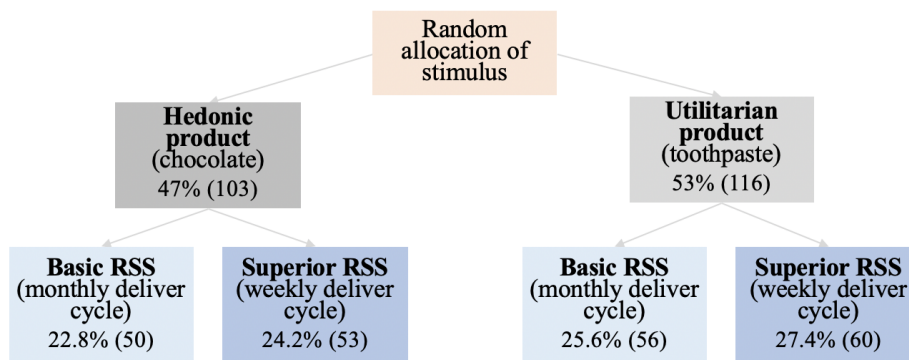 Random
allocation of
stimulus
Hedonic
product
(chocolate)
47% (103)
Utilitarian
product
(toothpaste)
53% (116)
Basic RSS
(monthly deliver
cycle)
22.8% (50)
Superior RSS
(weekly deliver
cycle)
24.2% (53)
Basic RSS
(monthly deliver
cycle)
25.6% (56)
Superior RSS
(weekly deliver
cycle)
27.4% (60)